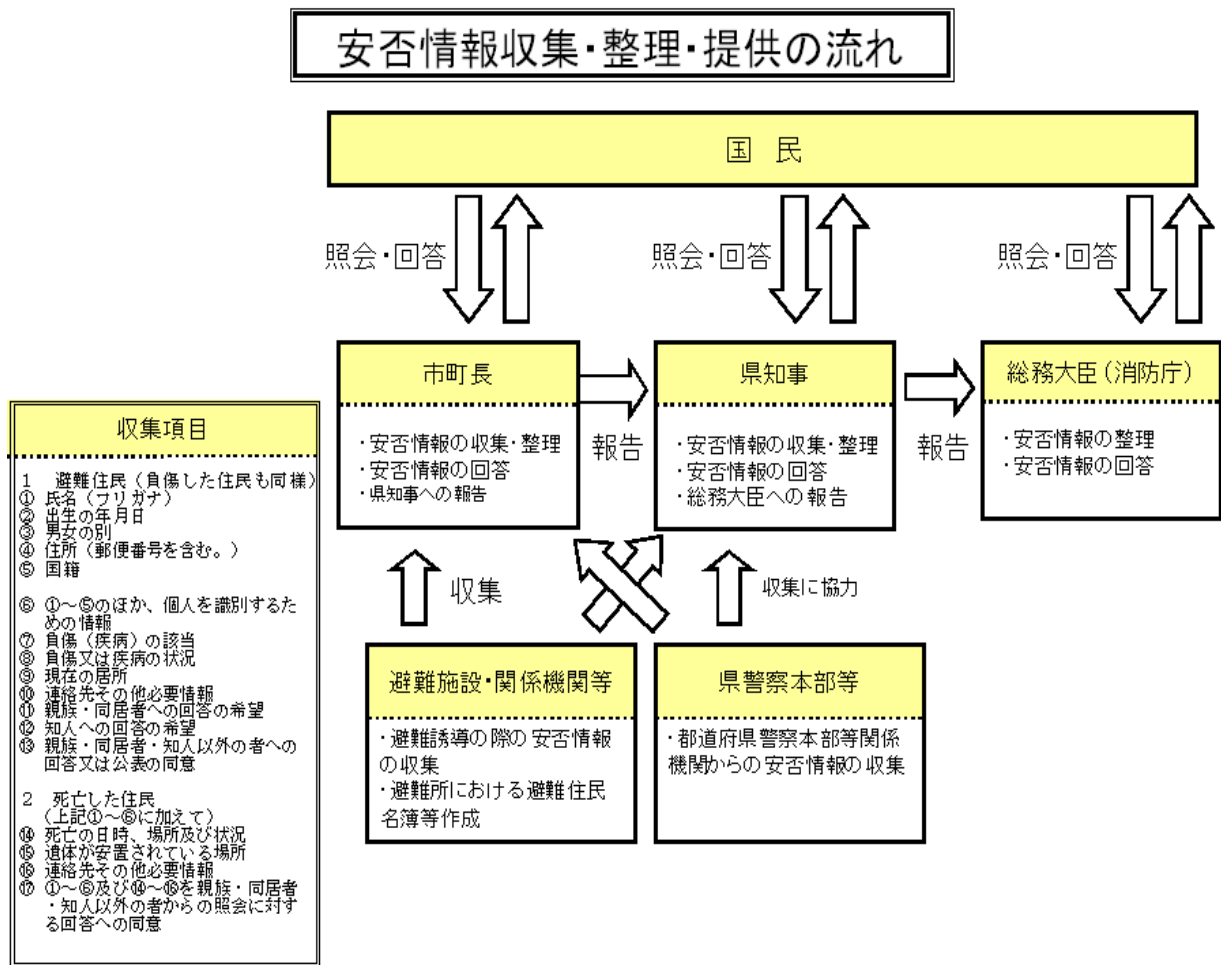 安否情報収集・整理・提供の流れ
国　民
照会・回答
照会・回答
照会・回答
市町長
・安否情報の収集・整理
・安否情報の回答
・県知事への報告
報告
県知事
・安否情報の収集・整理
・安否情報の回答
・総務大臣への報告
報告
総務大臣（消防庁）
・安否情報の整理
・安否情報の回答
収集
収集に協力
避難施設・関係機関等
・避難誘導の際の安否情報
の収集
・避難所における避難住民
名簿等作成
県警察本部等
・都道府県警察本部等関係
機関からの安否情報の収集
収集項目
1　避難住民（負傷した住民も同様）
① 氏名（フリガナ）
② 出生の年月日
③ 男女の別
④ 住所（郵便番号を含む。）
⑤ 国籍
⑥ ①～⑤のほか、個人を識別するた
めの情報
⑦ 負傷（疾病）の該当
⑧ 負傷又は疾病の状況
⑨ 現在の居所
⑩ 連絡先その他必要情報
⑪ 親族・同居者への回答の希望
⑫ 知人への回答の希望
⑬ 親族・同居者・知人以外の者への
回答又は公表の同意
2　死亡した住民
（上記①～⑥に加えて）
⑭ 死亡の日時、場所及び状況
⑮ 遺体が安置されている場所
⑯ 連絡先その他必要情報
⑰ ①～⑥及び⑭～⑯を親族・同居者
・知人以外の者からの照会に対す
る回答への同意